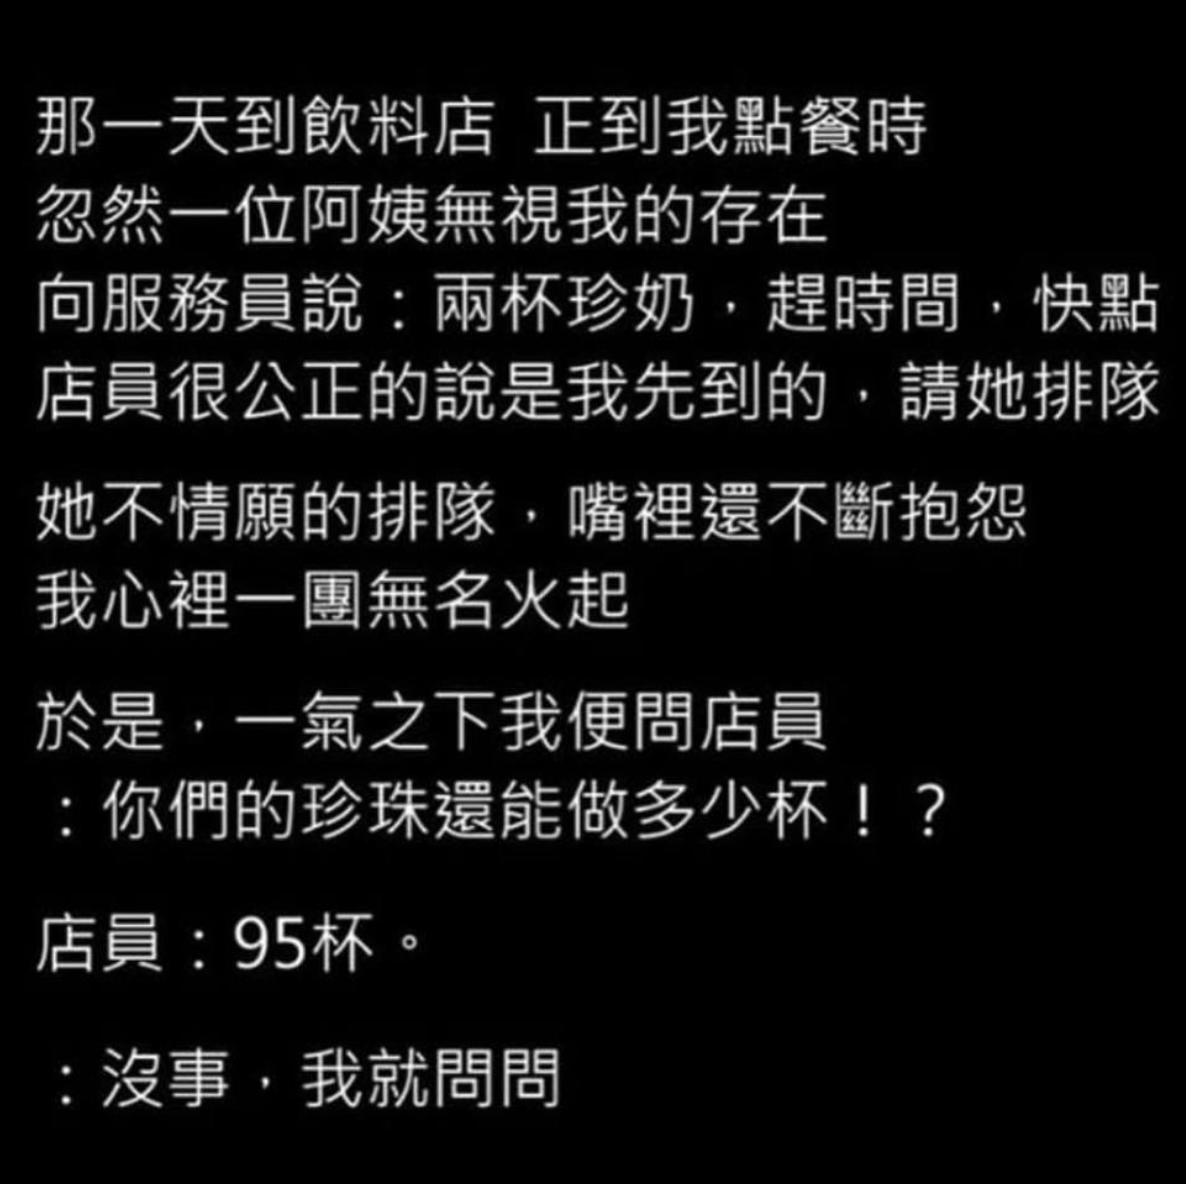 那一天到飲料店 正到我點餐時
忽然一位阿姨無視我的存在
向服務員說：兩杯珍奶，趕時間，快點
店員很公正的說是我先到的，請她排隊
她不情願的排隊，嘴裡還不斷抱怨
我心裡一團無名火起
於是，一氣之下我便問店員
：你們的珍珠還能做多少杯！？
店員：95杯。
：沒事，我就問問